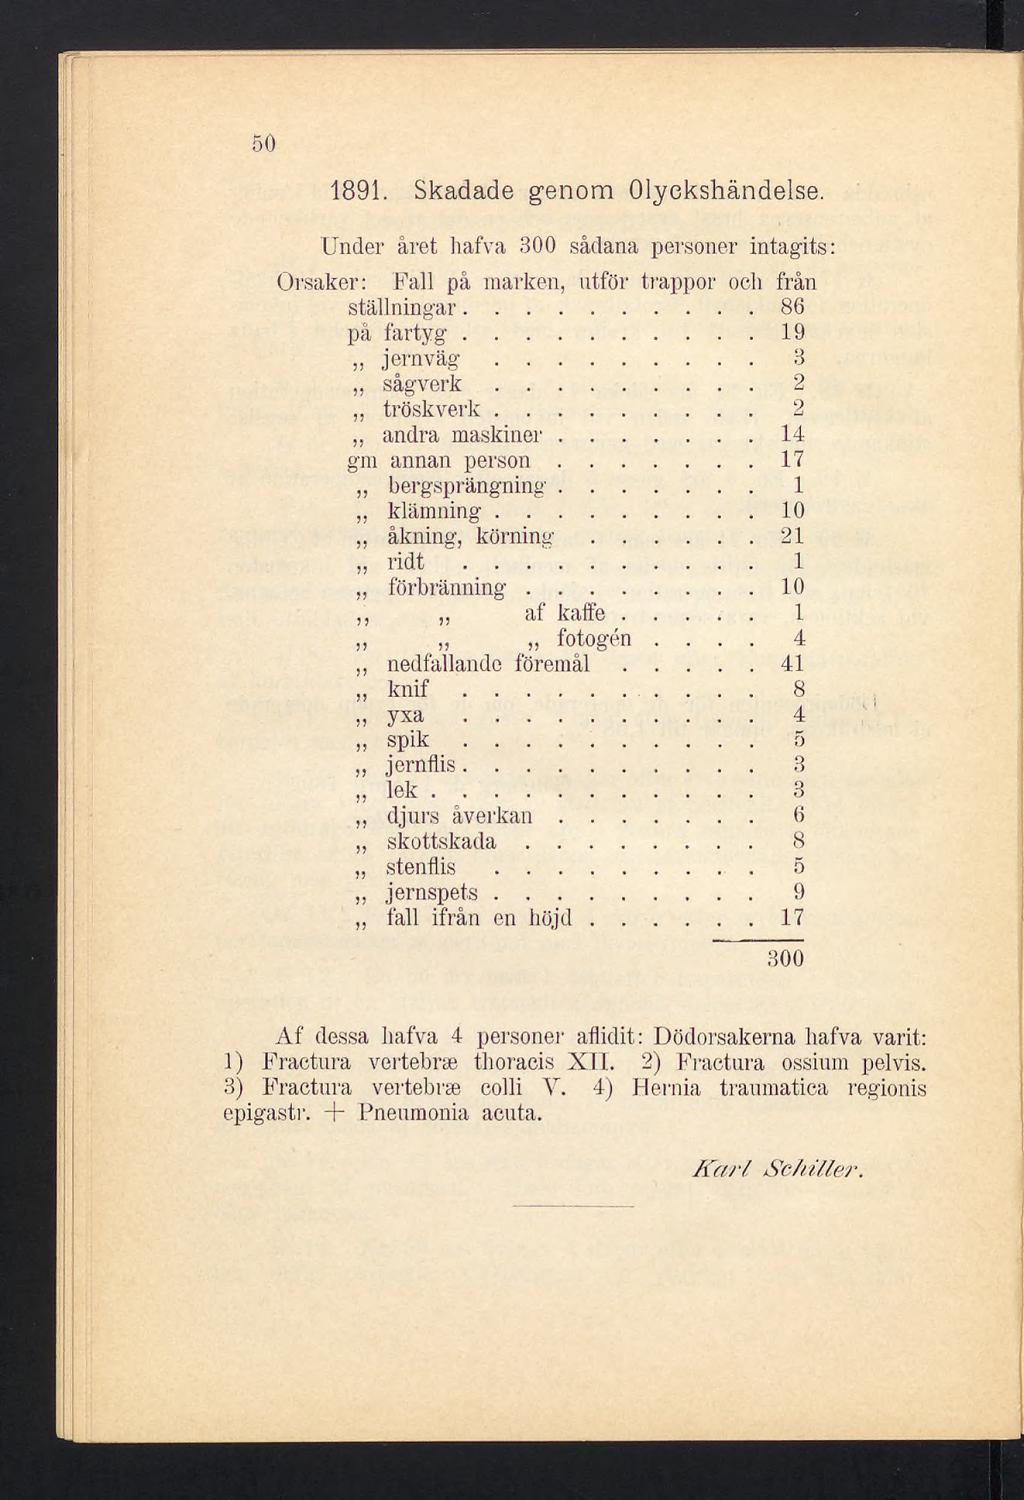 50
1891. Skadade genom Olyckshändelse.
Under året hafva 300 sådana personer intagits:
Orsaker: Fall på marken, utför trappor och från
ställningar. . . . . . . . . . 86
på fartyg . . . . . . . . . . 19
„ jernväg . . . . . . . . . 3
„ sågverk . . . . . . . . . 2
„ tröskverk . . . . . . . . . 2
„ andra maskiner . . . . . . . 14
gm annan person . . . . . . . 17
„ bergsprängning . . . . . . . 1
„ klämning . . . . . . . . . 10
„ åkning, körning . . . . . . 21
„ ridt . . . . . . . . . . 1
„ förbränning . . . . . . . . 10
„ „ af kaffe . . . . . 1
„ „ „ fotogén . . . . 4
„ nedfallande föremål . . . . . 41
„ knif . . . . . . . . . . 8
„ yxa . . . . . . . . . . 4
„ spik . . . . . . . . . . 5
„ jernflis . . . . . . . . . . 3
„ lek . . . . . . . . . . . 3
„ djurs åverkan . . . . . . . 6
„ skottskada . . . . . . . . 8
„ stenflis . . . . . . . . . 5
„ jernspets . . . . . . . . . 9
„ fall ifrån en höjd . . . . . . 17
300
Af dessa hafva 4 personer aflidit: Dödorsakerna hafva varit:
1) Fractura vertebræ thoracis XII. 2) Fractura ossium pelvis.
3) Fractura vertebræ colli V. 4) Hernia traumatica regionis
epigastr. + Pneumonia acuta.
Karl Schiller.